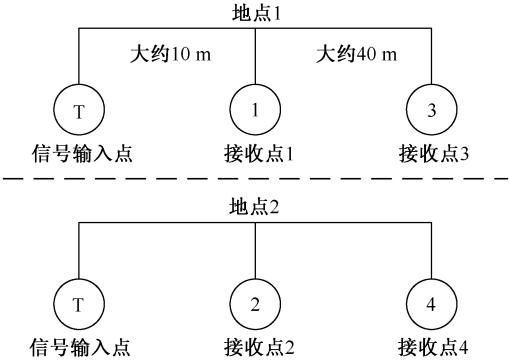 地点1
大约10 m 大约40 m
T 1 3
信号输入点 接收点1 接收点3
地点2
T 2 4
信号输入点 接收点2 接收点4